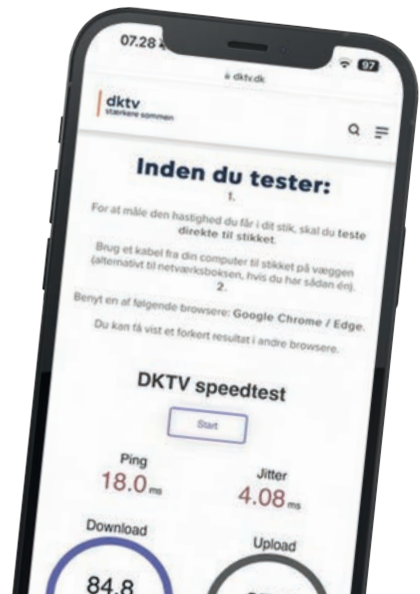 07.28
97
dktv.dk
dktv
stærkere sammen
Inden du tester:
1.
For at måle den hastighed du får i dit stik, skal du teste
direkte til stikket.
Brug et kabel fra din computer til stikket på væggen
(alternativt til netværksboksen, hvis du har sådan én).
2.
Benyt en af følgende browsere: Google Chrome / Edge.
Du kan få vist et forkert resultat i andre browsere.
DKTV speedtest
Start
Ping
Jitter
18.0 ms
4.08 ms
Download
Upload
84.8